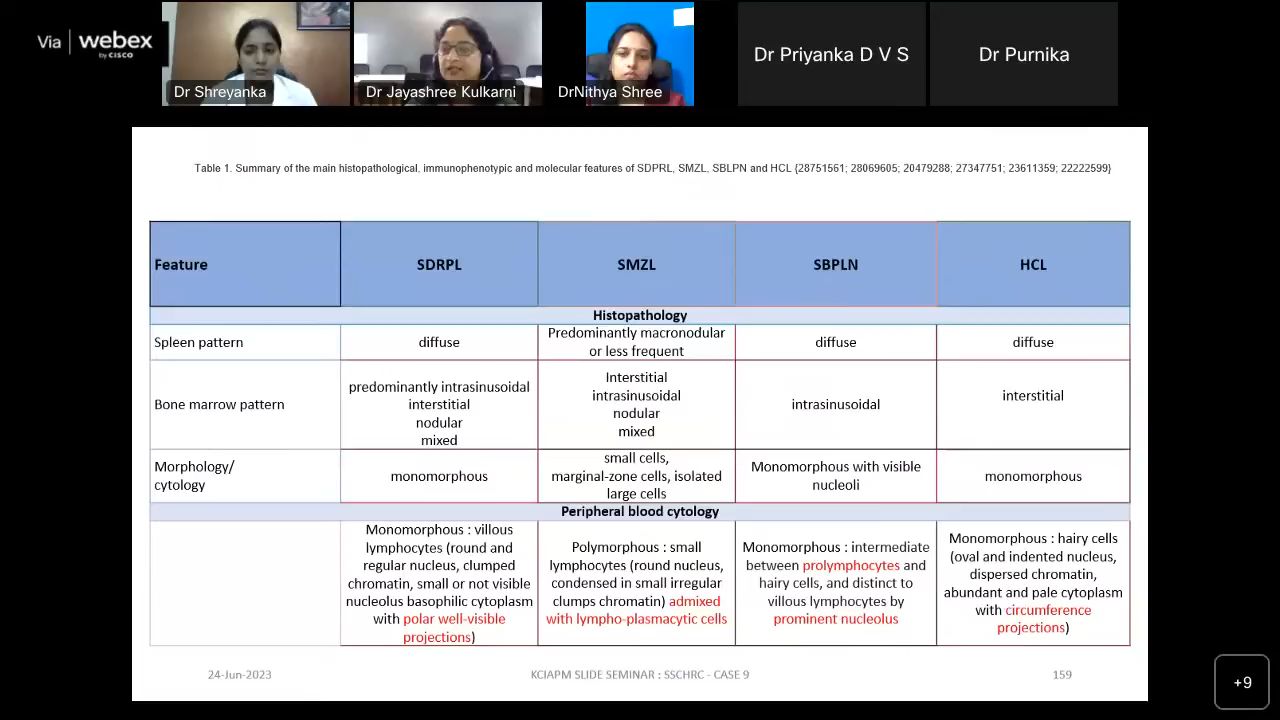 Via | webex
by CISCO
Dr Shreyanka
Dr Jayashree Kulkarni
DrNithya Shree
Dr Priyanka D V S
Dr Purnika
Table 1. Summary of the main histopathological, immunophenotypic and molecular features of SDPRL, SMZL, SBLPN and HCL {28751561; 28069605; 20479288; 27347751; 23611359; 22222599}
Feature
SDRPL
SMZL
SBPLN
HCL
Histopathology
Spleen pattern
diffuse
Predominantly macronodular
or less frequent
diffuse
diffuse
Bone marrow pattern
predominantly intrasinusoidal
interstitial
nodular
mixed
Interstitial
intrasinusoidal
nodular
mixed
intrasinusoidal
interstitial
Morphology/
cytology
monomorphous
small cells,
marginal-zone cells, isolated
large cells
Monomorphous with visible
nucleoli
monomorphous
Peripheral blood cytology
Monomorphous : villous
lymphocytes (round and
regular nucleus, clumped
chromatin, small or not visible
nucleolus basophilic cytoplasm
with polar well-visible
projections)
Polymorphous : small
lymphocytes (round nucleus,
condensed in small irregular
clumps chromatin) admixed
with lympho-plasmacytic cells
Monomorphous : intermediate
between prolymphocytes and
hairy cells, and distinct to
villous lymphocytes by
prominent nucleolus
Monomorphous : hairy cells
(oval and indented nucleus,
dispersed chromatin,
abundant and pale cytoplasm
with circumference
projections)
24-Jun-2023
KCIAPM SLIDE SEMINAR : SSCHRC - CASE 9
159
+9